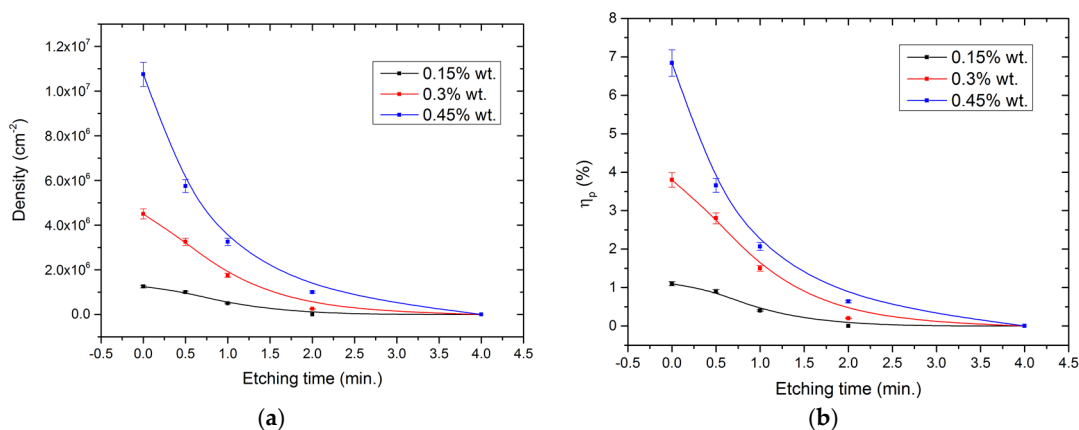 1.2x10⁷
1.0x10⁷
8.0x10⁶
6.0x10⁶
4.0x10⁶
2.0x10⁶
0.0
Density (cm⁻²)
-0.5 0.0 0.5 1.0 1.5 2.0 2.5 3.0 3.5 4.0 4.5
Etching time (min.)
0.15% wt.
0.3% wt.
0.45% wt.
(a)
8
7
6
5
4
3
2
1
0
ηₚ (%)
-0.5 0.0 0.5 1.0 1.5 2.0 2.5 3.0 3.5 4.0 4.5
Etching time (min.)
0.15% wt.
0.3% wt.
0.45% wt.
(b)